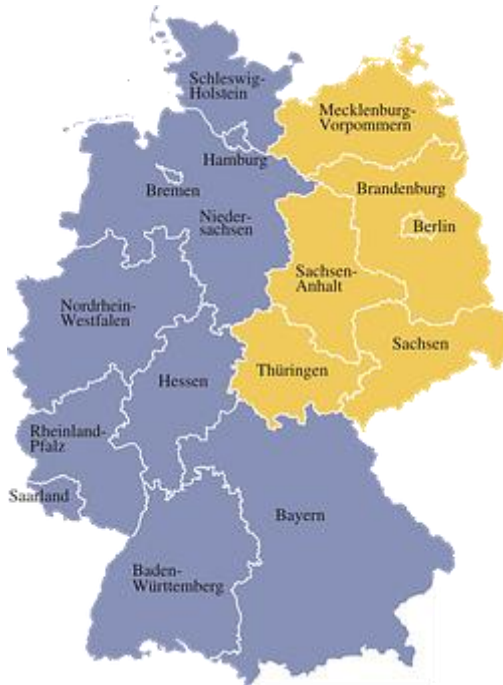 Schleswig-
Holstein
Mecklenburg-
Vorpommern
Hamburg
Bremen
Brandenburg
Nieder-
sachsen
Berlin
Sachsen-
Anhalt
Nordrhein-
Westfalen
Sachsen
Thüringen
Hessen
Rheinland-
Pfalz
Saarland
Bayern
Baden-
Württemberg